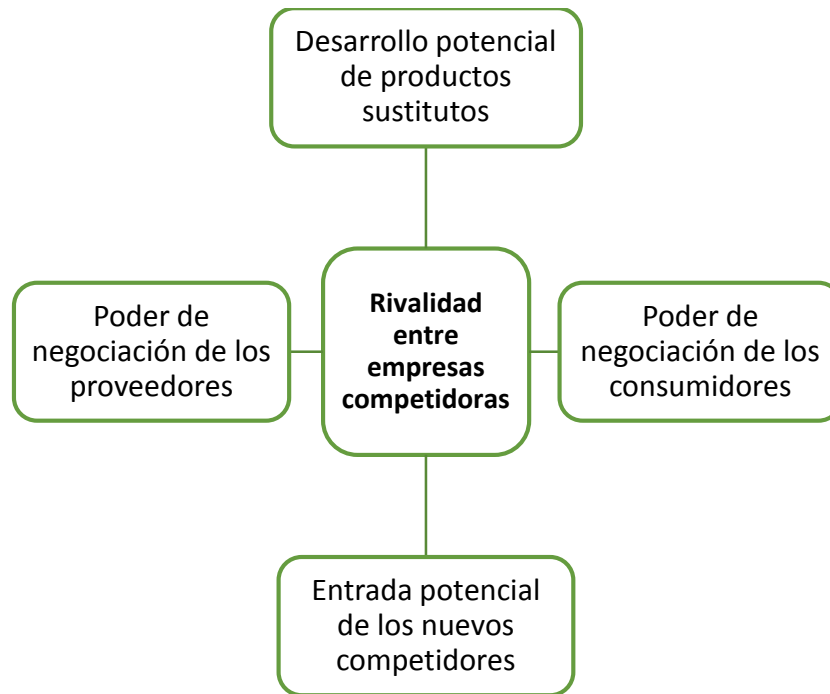 Desarrollo potencial
de productos
sustitutos
Poder de
negociación de los
proveedores
Rivalidad
entre
empresas
competidoras
Poder de
negociación de los
consumidores
Entrada potencial
de los nuevos
competidores